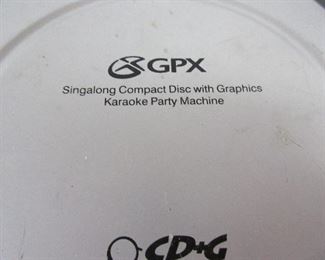 GPX
Singalong Compact Disc with Graphics
Karaoke Party Machine
CD+G